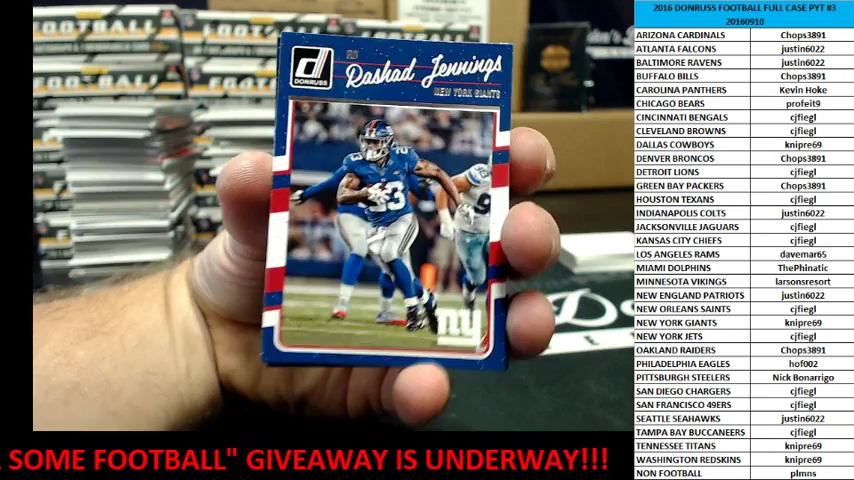 2016 DONRUSS FOOTBALL FULL CASE PYT #3
20160910
ARIZONA CARDINALS Chops3891
ATLANTA FALCONS justin6022
BALTIMORE RAVENS justin6022
BUFFALO BILLS Chops3891
CAROLINA PANTHERS Kevin Hoke
CHICAGO BEARS profeit9
CINCINNATI BENGALS cjfiegl
CLEVELAND BROWNS cjfiegl
DALLAS COWBOYS knipre69
DENVER BRONCOS Chops3891
DETROIT LIONS cjfiegl
GREEN BAY PACKERS Chops3891
HOUSTON TEXANS cjfiegl
INDIANAPOLIS COLTS justin6022
JACKSONVILLE JAGUARS cjfiegl
KANSAS CITY CHIEFS cjfiegl
LOS ANGELES RAMS davemar65
MIAMI DOLPHINS ThePhinatic
MINNESOTA VIKINGS larsonsresort
NEW ENGLAND PATRIOTS justin6022
NEW ORLEANS SAINTS cjfiegl
NEW YORK GIANTS knipre69
NEW YORK JETS cjfiegl
OAKLAND RAIDERS Chops3891
PHILADELPHIA EAGLES hof002
PITTSBURGH STEELERS Nick Bonarrigo
SAN DIEGO CHARGERS cjfiegl
SAN FRANCISCO 49ERS cjfiegl
SEATTLE SEAHAWKS justin6022
TAMPA BAY BUCCANEERS cjfiegl
TENNESSEE TITANS knipre69
WASHINGTON REDSKINS knipre69
NON FOOTBALL plmns
RB
Rashad Jennings
DONRUSS
NEW YORK GIANTS
23
ny
SOME FOOTBALL" GIVEAWAY IS UNDERWAY!!!